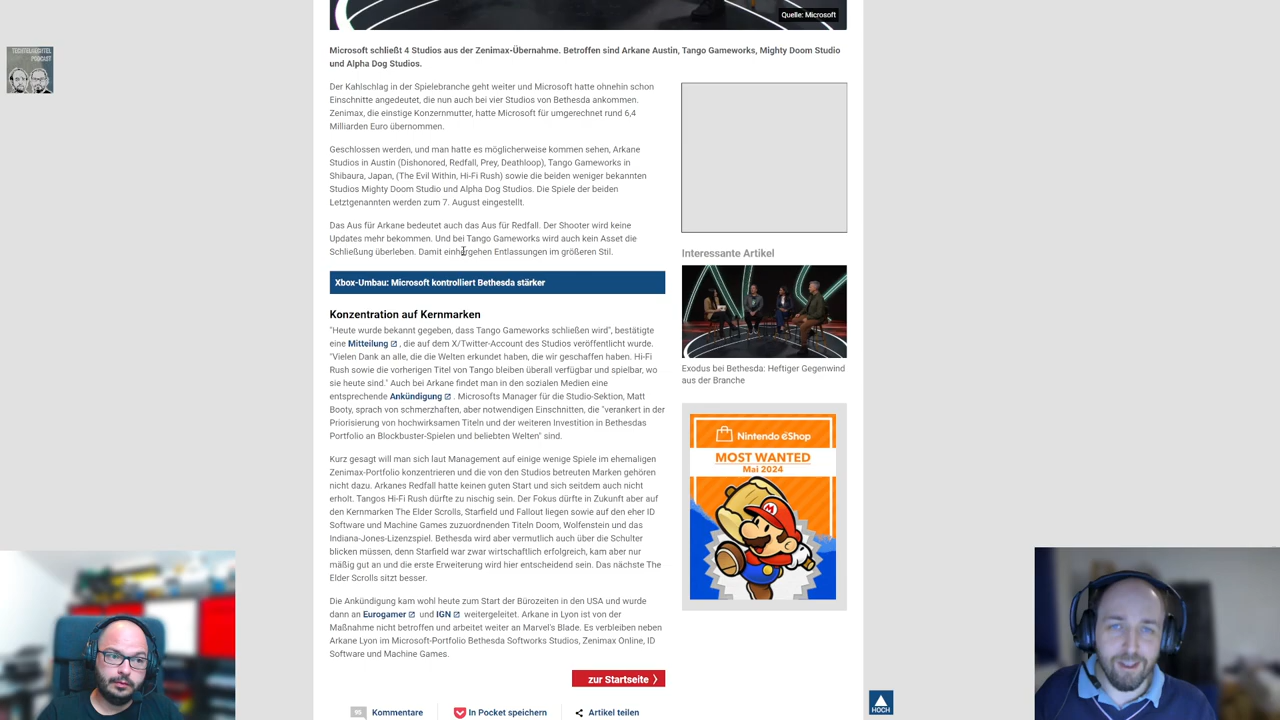 Quelle: Microsoft
TECHTELMECHTEL
PODCAST
Microsoft schließt 4 Studios aus der Zenimax-Übernahme. Betroffen sind Arkane Austin, Tango Gameworks, Mighty Doom Studio
und Alpha Dog Studios.
Der Kahlschlag in der Spielebranche geht weiter und Microsoft hatte ohnehin schon
Einschnitte angedeutet, die nun auch bei vier Studios von Bethesda ankommen.
Zenimax, die einstige Konzernmutter, hatte Microsoft für umgerechnet rund 6,4
Milliarden Euro übernommen.
Geschlossen werden, und man hatte es möglicherweise kommen sehen, Arkane
Studios in Austin (Dishonored, Redfall, Prey, Deathloop), Tango Gameworks in
Shibaura, Japan, (The Evil Within, Hi-Fi Rush) sowie die beiden weniger bekannten
Studios Mighty Doom Studio und Alpha Dog Studios. Die Spiele der beiden
Letztgenannten werden zum 7. August eingestellt.
Das Aus für Arkane bedeutet auch das Aus für Redfall. Der Shooter wird keine
Updates mehr bekommen. Und bei Tango Gameworks wird auch kein Asset die
Schließung überleben. Damit einhergehen Entlassungen im größeren Stil.
Xbox-Umbau: Microsoft kontrolliert Bethesda stärker
Konzentration auf Kernmarken
"Heute wurde bekannt gegeben, dass Tango Gameworks schließen wird", bestätigte
eine Mitteilung , die auf dem X/Twitter-Account des Studios veröffentlicht wurde.
"Vielen Dank an alle, die die Welten erkundet haben, die wir geschaffen haben. Hi-Fi
Rush sowie die vorherigen Titel von Tango bleiben überall verfügbar und spielbar, wo
sie heute sind." Auch bei Arkane findet man in den sozialen Medien eine
entsprechende Ankündigung . Microsofts Manager für die Studio-Sektion, Matt
Booty, sprach von schmerzhaften, aber notwendigen Einschnitten, die "verankert in der
Priorisierung von hochwirksamen Titeln und der weiteren Investition in Bethesdas
Portfolio an Blockbuster-Spielen und beliebten Welten" sind.
Kurz gesagt will man sich laut Management auf einige wenige Spiele im ehemaligen
Zenimax-Portfolio konzentrieren und die von den Studios betreuten Marken gehören
nicht dazu. Arkanes Redfall hatte keinen guten Start und sich seitdem auch nicht
erholt. Tangos Hi-Fi Rush dürfte zu nischig sein. Der Fokus dürfte in Zukunft aber auf
den Kernmarken The Elder Scrolls, Starfield und Fallout liegen sowie auf den eher ID
Software und Machine Games zuzuordnenden Titeln Doom, Wolfenstein und das
Indiana-Jones-Lizenzspiel. Bethesda wird aber vermutlich auch über die Schulter
blicken müssen, denn Starfield war zwar wirtschaftlich erfolgreich, kam aber nur
mäßig gut an und die erste Erweiterung wird hier entscheidend sein. Das nächste The
Elder Scrolls sitzt besser.
Die Ankündigung kam wohl heute zum Start der Bürozeiten in den USA und wurde
dann an Eurogamer und IGN weitergeleitet. Arkane in Lyon ist von der
Maßnahme nicht betroffen und arbeitet weiter an Marvel's Blade. Es verbleiben neben
Arkane Lyon im Microsoft-Portfolio Bethesda Softworks Studios, Zenimax Online, ID
Software und Machine Games.
zur Startseite
95 Kommentare
In Pocket speichern
Artikel teilen
Interessante Artikel
Exodus bei Bethesda: Heftiger Gegenwind
aus der Branche
Nintendo eShop
MOST WANTED
Mai 2024
HOCH